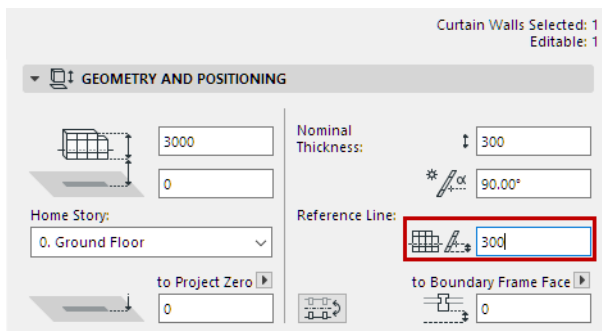 Curtain Walls Selected: 1
Editable: 1
GEOMETRY AND POSITIONING
3000
0
Home Story:
0. Ground Floor
to Project Zero
0
Nominal
Thickness:
300
α
90.00°
Reference Line:
300
to Boundary Frame Face
0